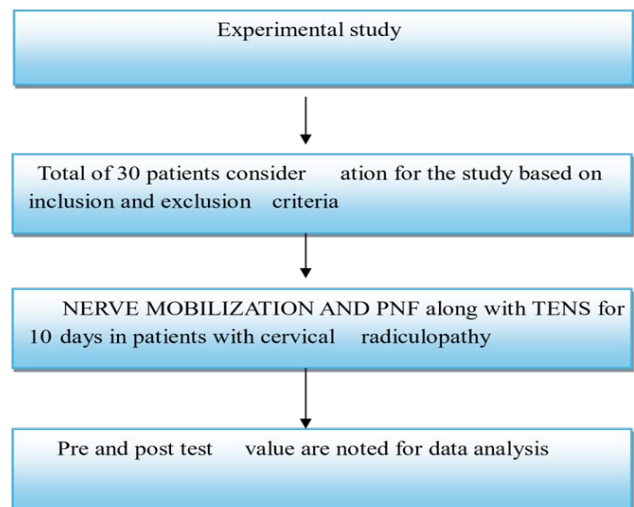 Experimental study
Total of 30 patients consider ation for the study based on
inclusion and exclusion criteria
NERVE MOBILIZATION AND PNF along with TENS for
10 days in patients with cervical radiculopathy
Pre and post test value are noted for data analysis